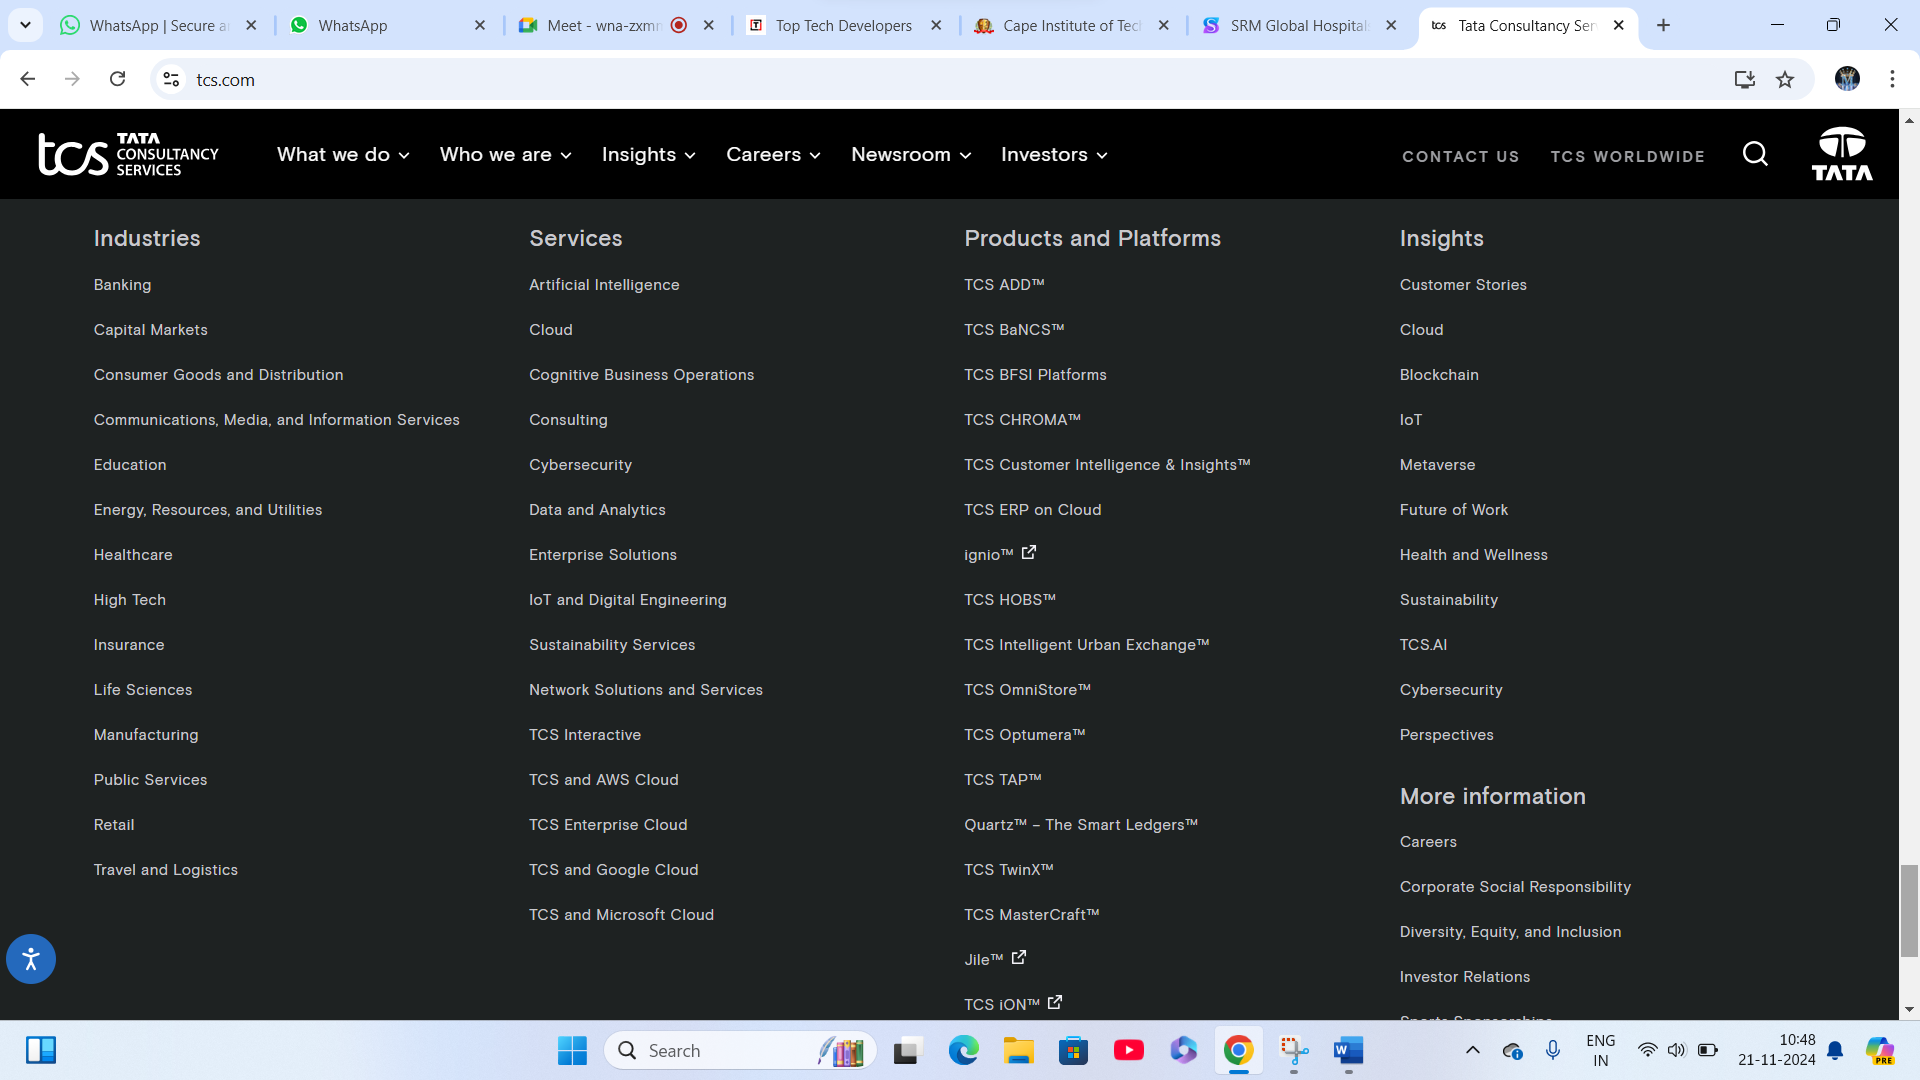 WhatsApp | Secure a
WhatsApp
Meet - wna-zxmr
Top Tech Developers
Cape Institute of Tec
SRM Global Hospital
tcs
Tata Consultancy Ser
tcs.com
tcs TATA
CONSULTANCY
SERVICES
What we do
Who we are
Insights
Careers
Newsroom
Investors
CONTACT US
TCS WORLDWIDE
TATA
Industries
Banking
Capital Markets
Consumer Goods and Distribution
Communications, Media, and Information Services
Education
Energy, Resources, and Utilities
Healthcare
High Tech
Insurance
Life Sciences
Manufacturing
Public Services
Retail
Travel and Logistics
Services
Artificial Intelligence
Cloud
Cognitive Business Operations
Consulting
Cybersecurity
Data and Analytics
Enterprise Solutions
IoT and Digital Engineering
Sustainability Services
Network Solutions and Services
TCS Interactive
TCS and AWS Cloud
TCS Enterprise Cloud
TCS and Google Cloud
TCS and Microsoft Cloud
Products and Platforms
TCS ADD™
TCS BaNCS™
TCS BFSI Platforms
TCS CHROMA™
TCS Customer Intelligence & Insights™
TCS ERP on Cloud
ignio™
TCS HOBS™
TCS Intelligent Urban Exchange™
TCS OmniStore™
TCS Optumera™
TCS TAP™
Quartz™ – The Smart Ledgers™
TCS TwinX™
TCS MasterCraft™
Jile™
TCS iON™
Insights
Customer Stories
Cloud
Blockchain
IoT
Metaverse
Future of Work
Health and Wellness
Sustainability
TCS.AI
Cybersecurity
Perspectives
More information
Careers
Corporate Social Responsibility
Diversity, Equity, and Inclusion
Investor Relations
Sports Sponsorships
Search
ENG
IN
10:48
21-11-2024
PRE